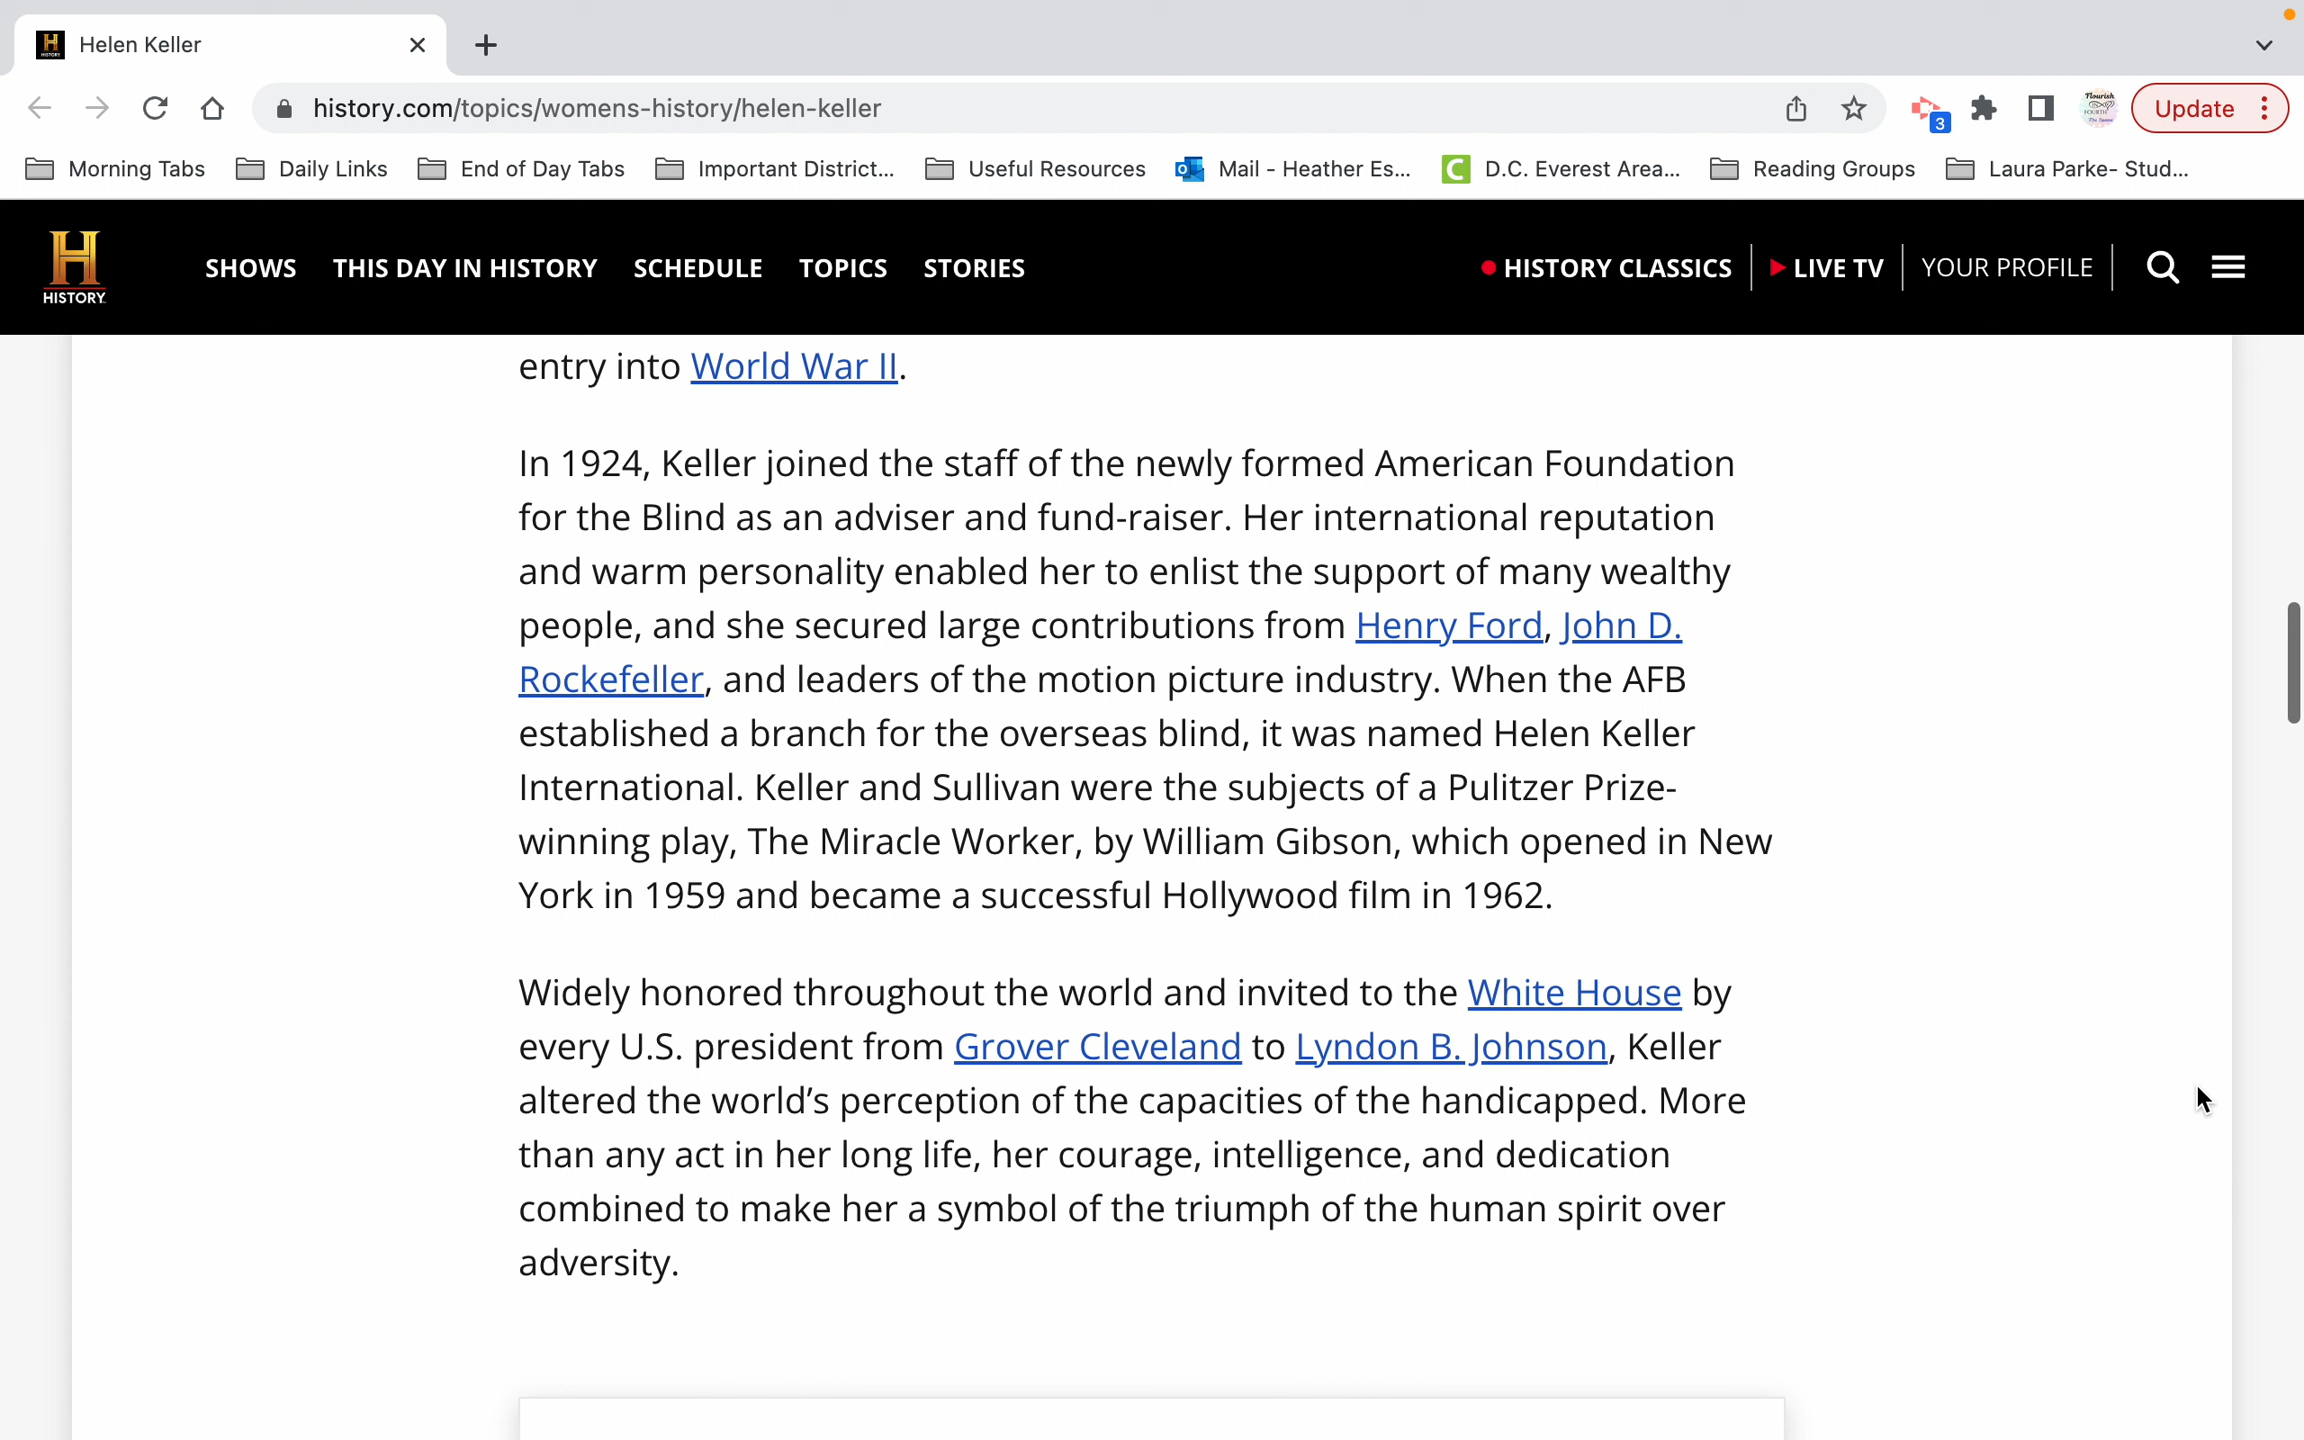 Helen Keller
history.com/topics/womens-history/helen-keller
3
Flourish
FOURTH
Update
Morning Tabs
Daily Links
End of Day Tabs
Important District...
Useful Resources
Mail - Heather Es...
D.C. Everest Area...
Reading Groups
Laura Parke- Stud...
HISTORY
SHOWS
THIS DAY IN HISTORY
SCHEDULE
TOPICS
STORIES
HISTORY CLASSICS
LIVE TV
YOUR PROFILE
entry into World War II.
In 1924, Keller joined the staff of the newly formed American Foundation
for the Blind as an adviser and fund-raiser. Her international reputation
and warm personality enabled her to enlist the support of many wealthy
people, and she secured large contributions from Henry Ford, John D.
Rockefeller, and leaders of the motion picture industry. When the AFB
established a branch for the overseas blind, it was named Helen Keller
International. Keller and Sullivan were the subjects of a Pulitzer Prize-
winning play, The Miracle Worker, by William Gibson, which opened in New
York in 1959 and became a successful Hollywood film in 1962.
Widely honored throughout the world and invited to the White House by
every U.S. president from Grover Cleveland to Lyndon B. Johnson, Keller
altered the world’s perception of the capacities of the handicapped. More
than any act in her long life, her courage, intelligence, and dedication
combined to make her a symbol of the triumph of the human spirit over
adversity.